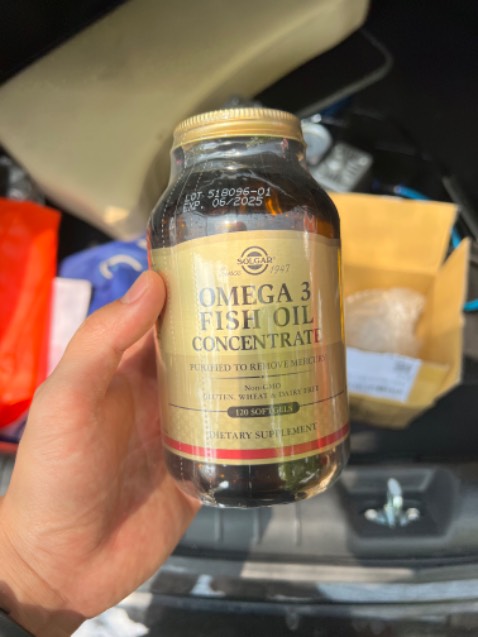 LOT 518096-01
EXP. 06/2025
SOLGAR
Since 1947
OMEGA 3
FISH OIL
CONCENTRATE
PURIFIED TO REMOVE MERCURY
Non-GMO
GLUTEN, WHEAT & DAIRY FREE
120 SOFTGELS
DIETARY SUPPLEMENT